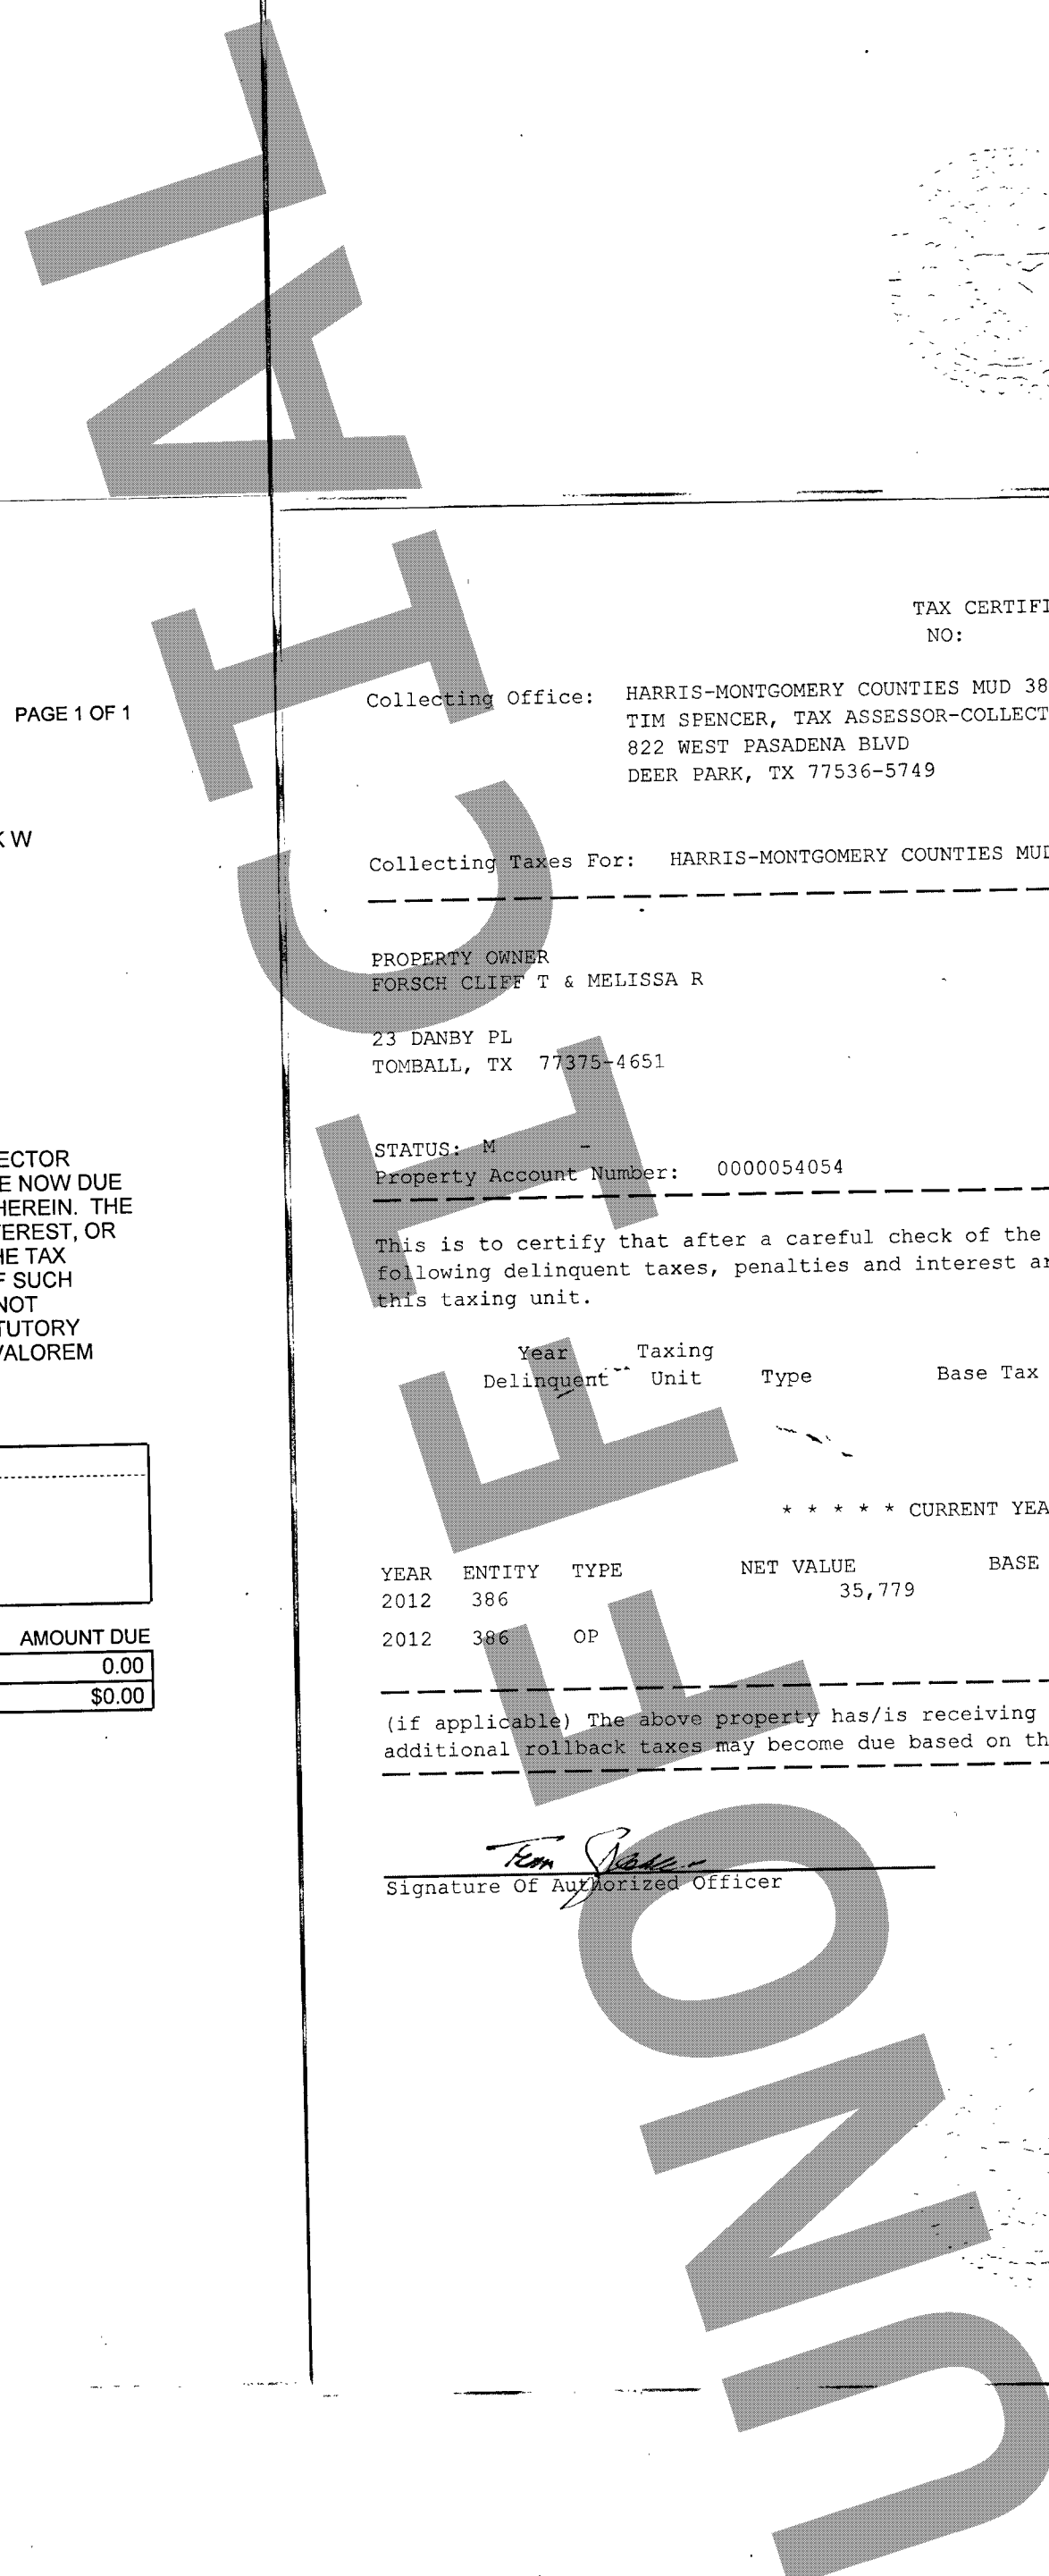 PAGE 1 OF 1
K W
ECTOR
E NOW DUE
HEREIN. THE
EREST, OR
HE TAX
F SUCH
NOT
TUTORY
VALOREM
AMOUNT DUE
0.00
$0.00
TAX CERTIFI
NO:
Collecting Office: HARRIS-MONTGOMERY COUNTIES MUD 38
TIM SPENCER, TAX ASSESSOR-COLLECT
822 WEST PASADENA BLVD
DEER PARK, TX 77536-5749
Collecting Taxes For: HARRIS-MONTGOMERY COUNTIES MUD
PROPERTY OWNER
FORSCH CLIFF T & MELISSA R
23 DANBY PL
TOMBALL, TX 77375-4651
STATUS: M -
Property Account Number: 0000054054
This is to certify that after a careful check of the
following delinquent taxes, penalties and interest ar
this taxing unit.
Year Taxing
Delinquent Unit Type Base Tax
* * * * * CURRENT YEA
YEAR ENTITY TYPE NET VALUE BASE
2012 386 35,779
2012 386 OP
(if applicable) The above property has/is receiving
additional rollback taxes may become due based on th
Signature Of Authorized Officer
UNOFFICIAL